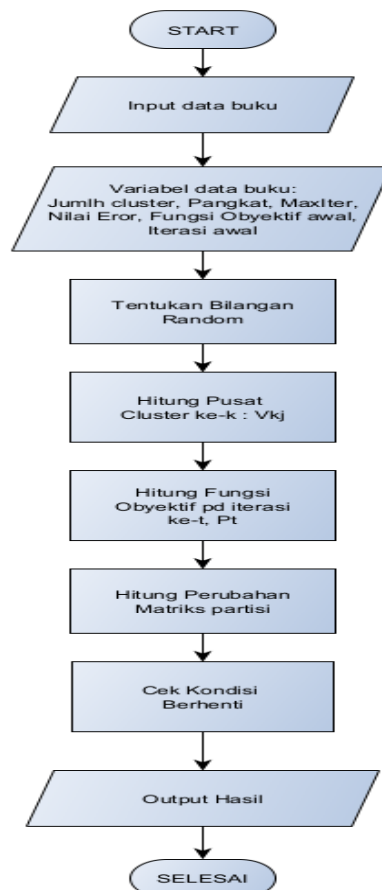 START
Input data buku
Variabel data buku:
Jumlh cluster, Pangkat, MaxIter,
Nilai Eror, Fungsi Obyektif awal,
Iterasi awal
Tentukan Bilangan
Random
Hitung Pusat
Cluster ke-k : Vkj
Hitung Fungsi
Obyektif pd iterasi
ke-t, Pt
Hitung Perubahan
Matriks partisi
Cek Kondisi
Berhenti
Output Hasil
SELESAI